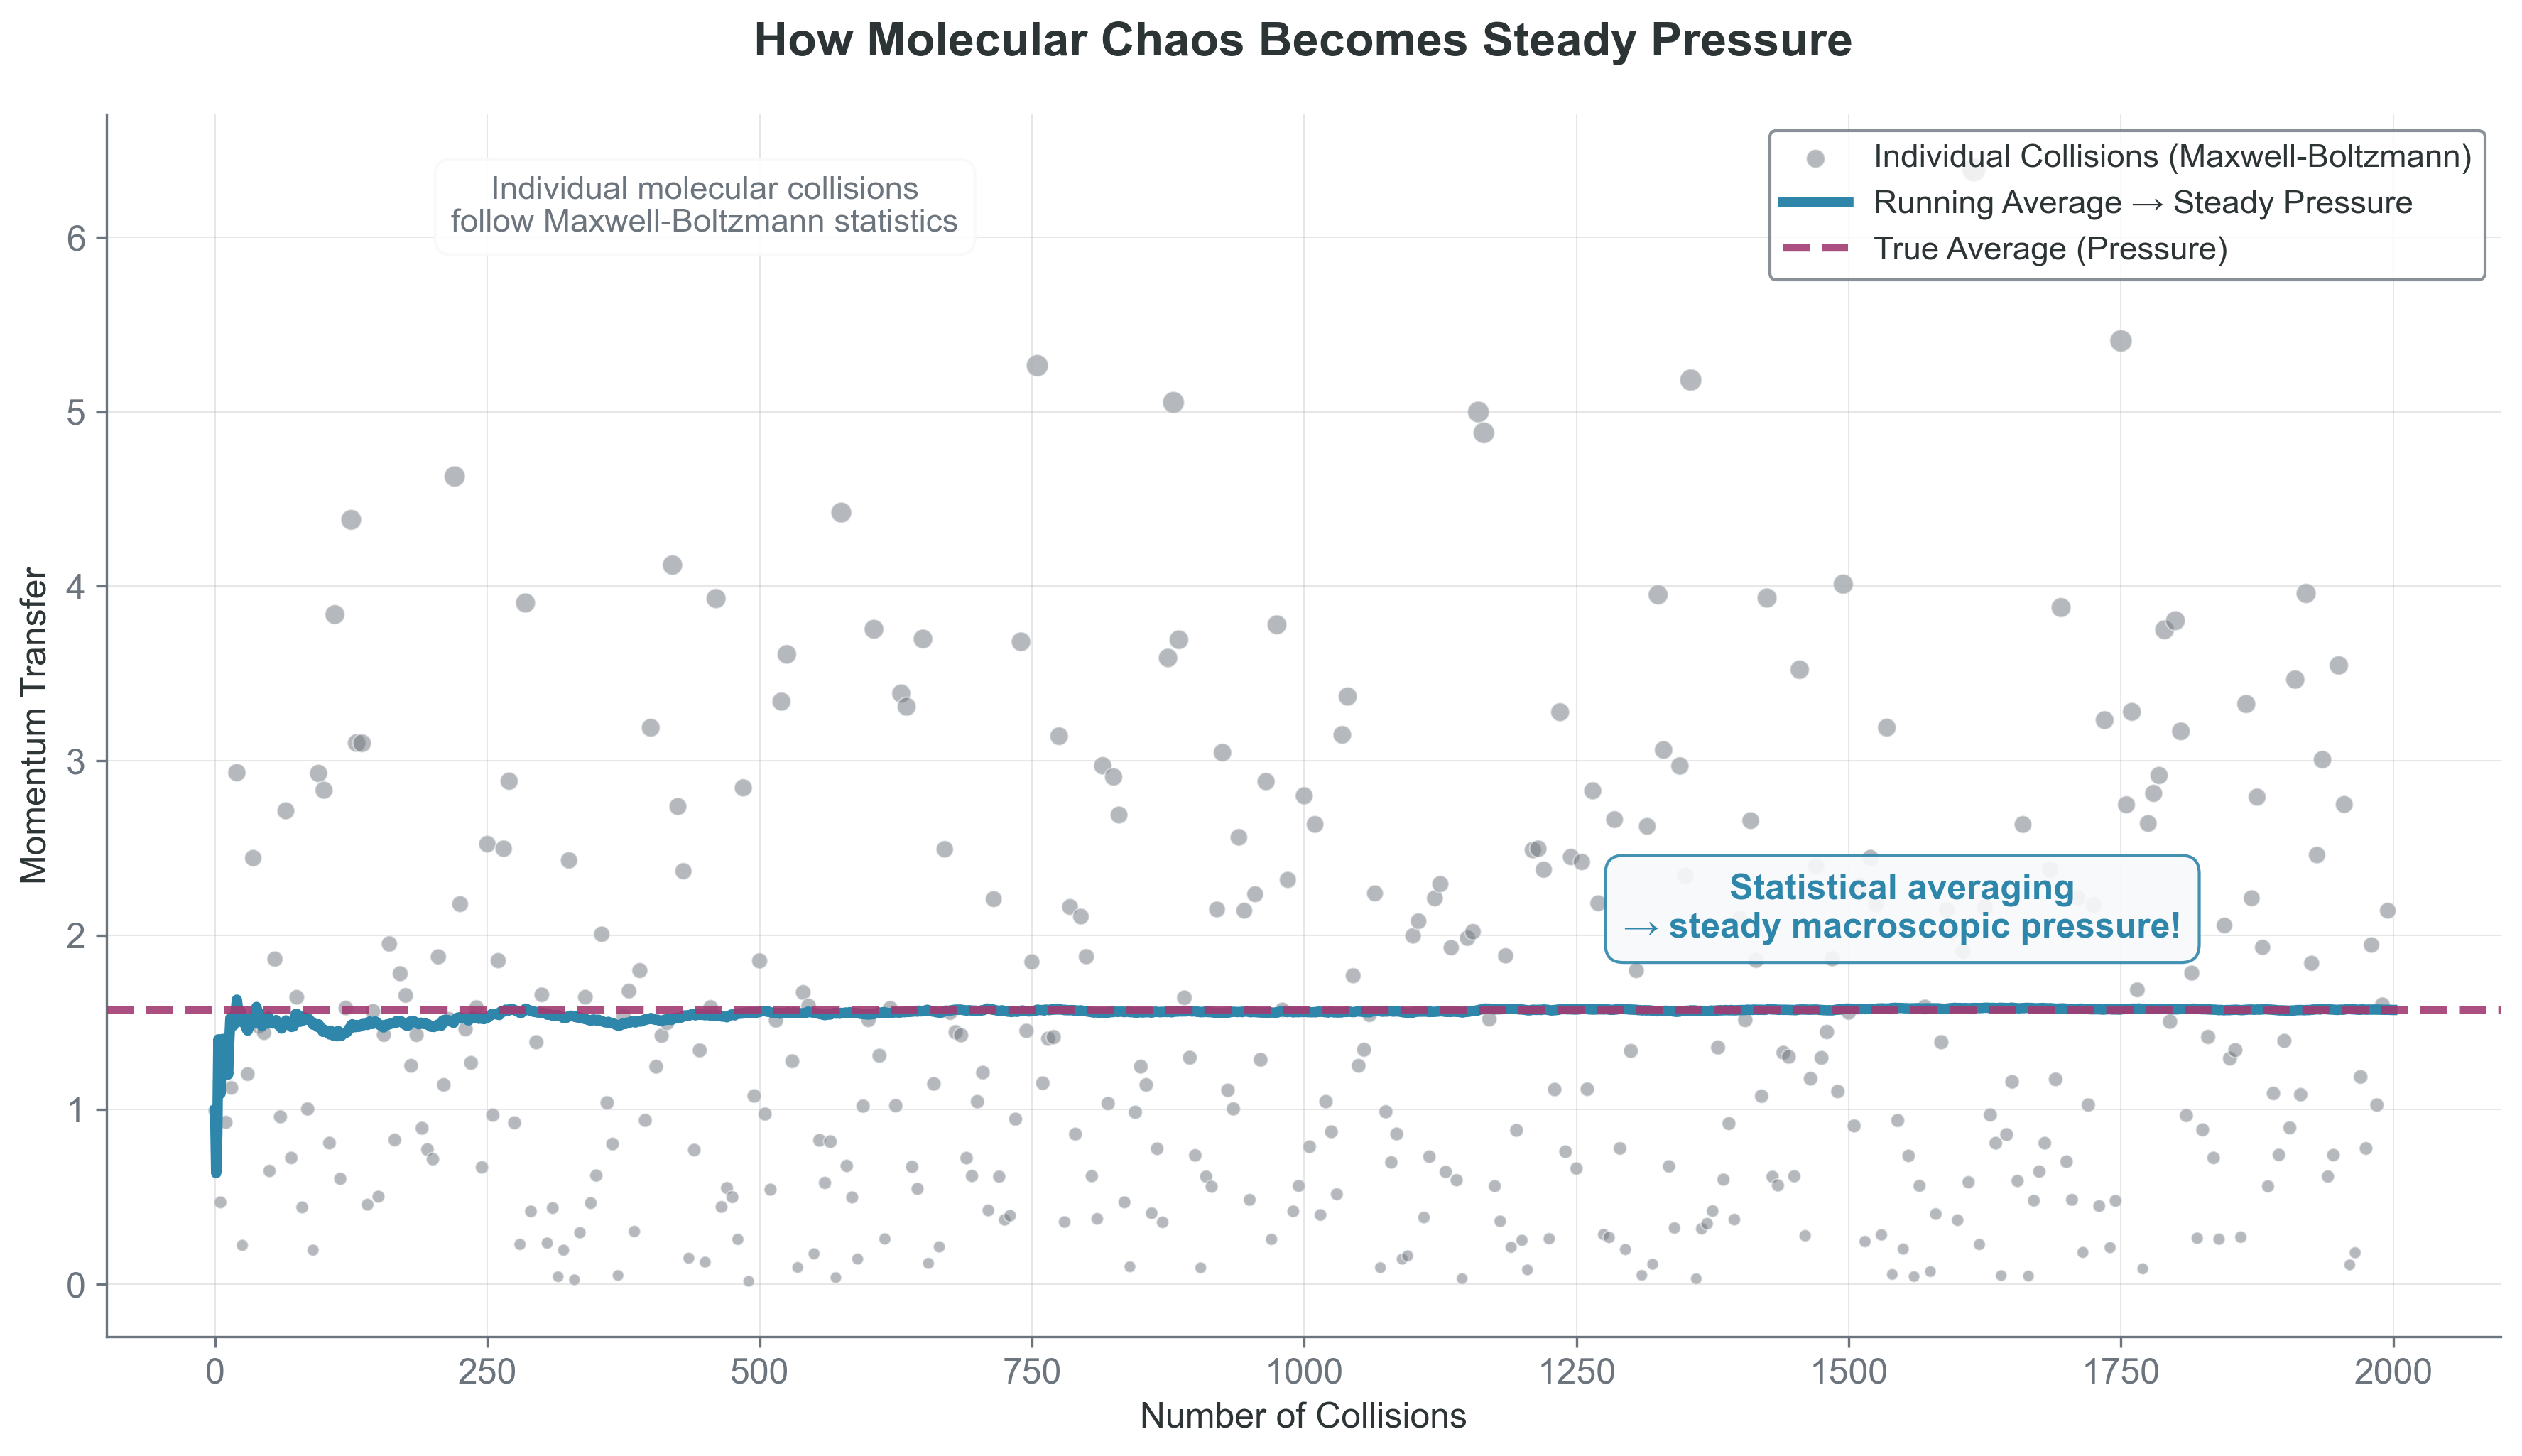 How Molecular Chaos Becomes Steady Pressure
Individual molecular collisions
follow Maxwell-Boltzmann statistics
Individual Collisions (Maxwell-Boltzmann)
Running Average → Steady Pressure
True Average (Pressure)
Statistical averaging
→ steady macroscopic pressure!
Momentum Transfer
6
5
4
3
2
1
0
0 250 500 750 1000 1250 1500 1750 2000
Number of Collisions